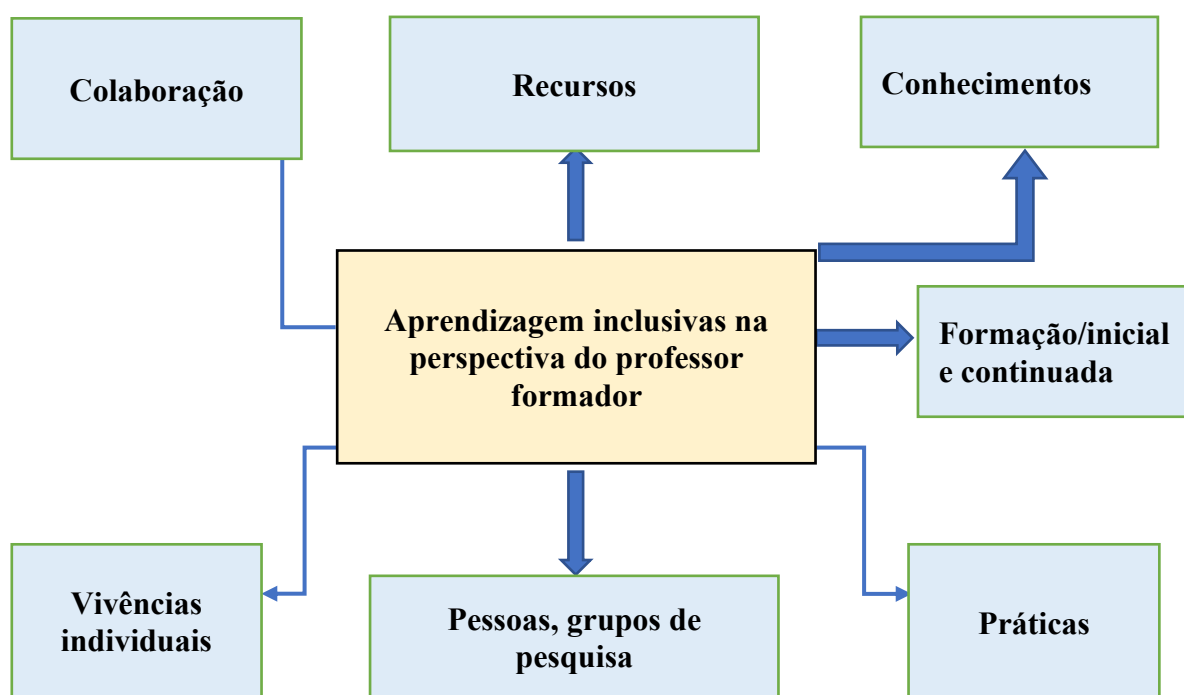 Colaboração
Recursos
Conhecimentos
Aprendizagem inclusivas na
perspectiva do professor
formador
Formação/inicial
e continuada
Vivências
individuais
Pessoas, grupos de
pesquisa
Práticas